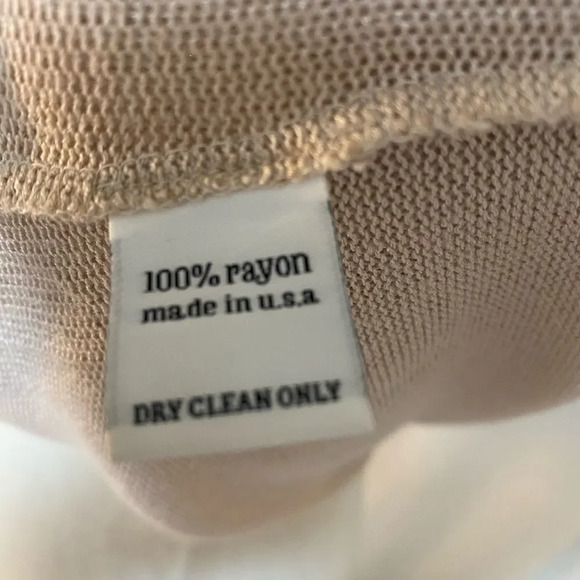 100% rayon
made in u.s.a
DRY CLEAN ONLY